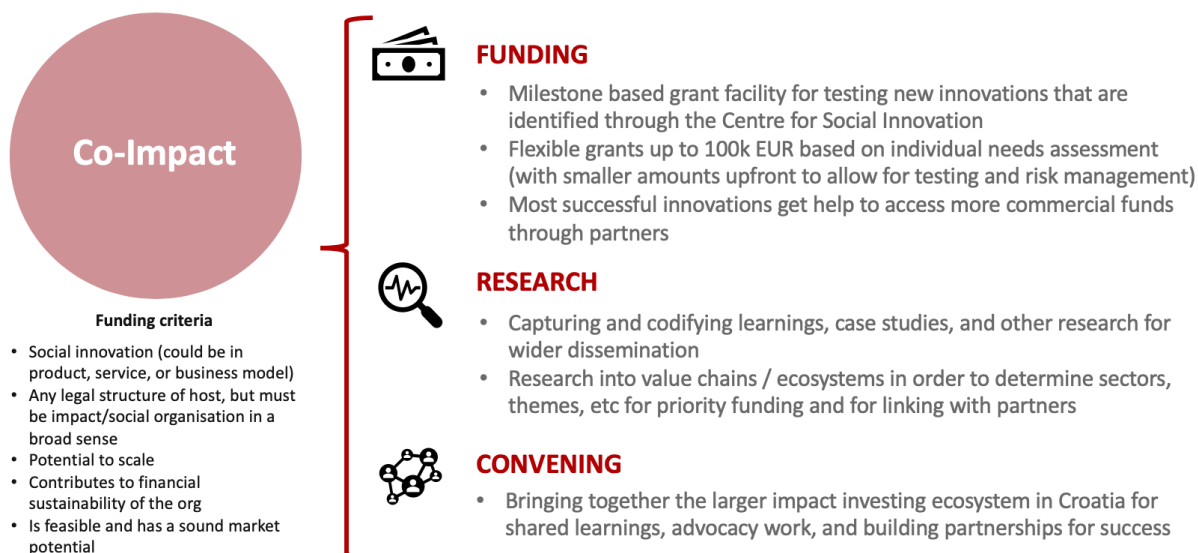 Co-Impact
Funding criteria
• Social innovation (could be in
product, service, or business model)
• Any legal structure of host, but must
be impact/social organisation in a
broad sense
• Potential to scale
• Contributes to financial
sustainability of the org
• Is feasible and has a sound market
potential
FUNDING
• Milestone based grant facility for testing new innovations that are
identified through the Centre for Social Innovation
• Flexible grants up to 100k EUR based on individual needs assessment
(with smaller amounts upfront to allow for testing and risk management)
• Most successful innovations get help to access more commercial funds
through partners
RESEARCH
• Capturing and codifying learnings, case studies, and other research for
wider dissemination
• Research into value chains / ecosystems in order to determine sectors,
themes, etc for priority funding and for linking with partners
CONVENING
• Bringing together the larger impact investing ecosystem in Croatia for
shared learnings, advocacy work, and building partnerships for success